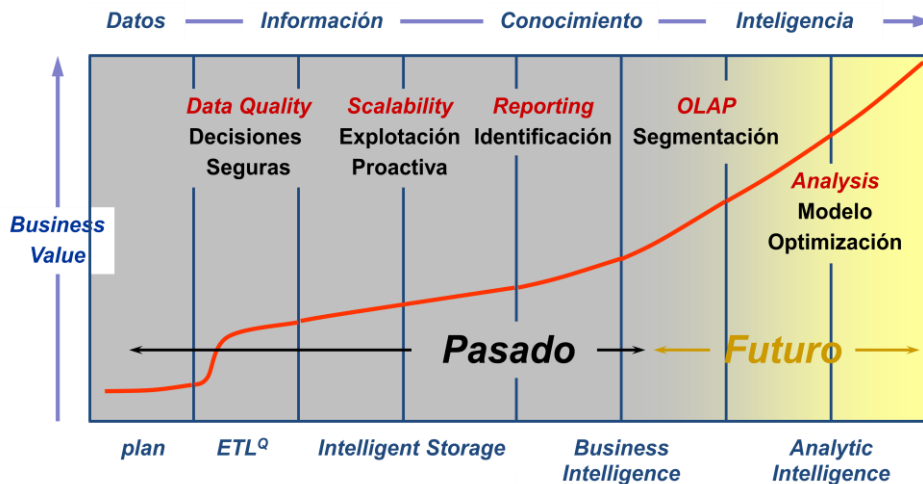 Datos
Información
Conocimiento
Inteligencia
Data Quality
Decisiones
Seguras
Scalability
Explotación
Proactiva
Reporting
Identificación
OLAP
Segmentación
Analysis
Modelo
Optimización
Business
Value
Pasado
Futuro
plan
ETLQ
Intelligent Storage
Business
Intelligence
Analytic
Intelligence